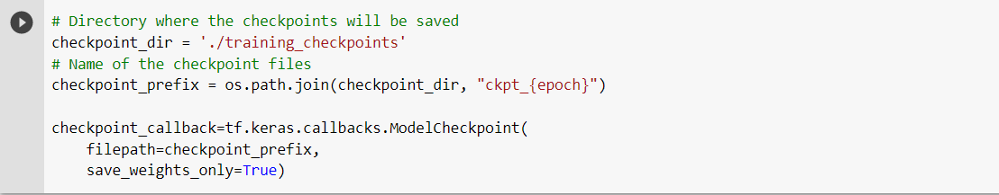 # Directory where the checkpoints will be saved
checkpoint_dir = './training_checkpoints'
# Name of the checkpoint files
checkpoint_prefix = os.path.join(checkpoint_dir, "ckpt_{epoch}")
checkpoint_callback=tf.keras.callbacks.ModelCheckpoint(
    filepath=checkpoint_prefix,
    save_weights_only=True)